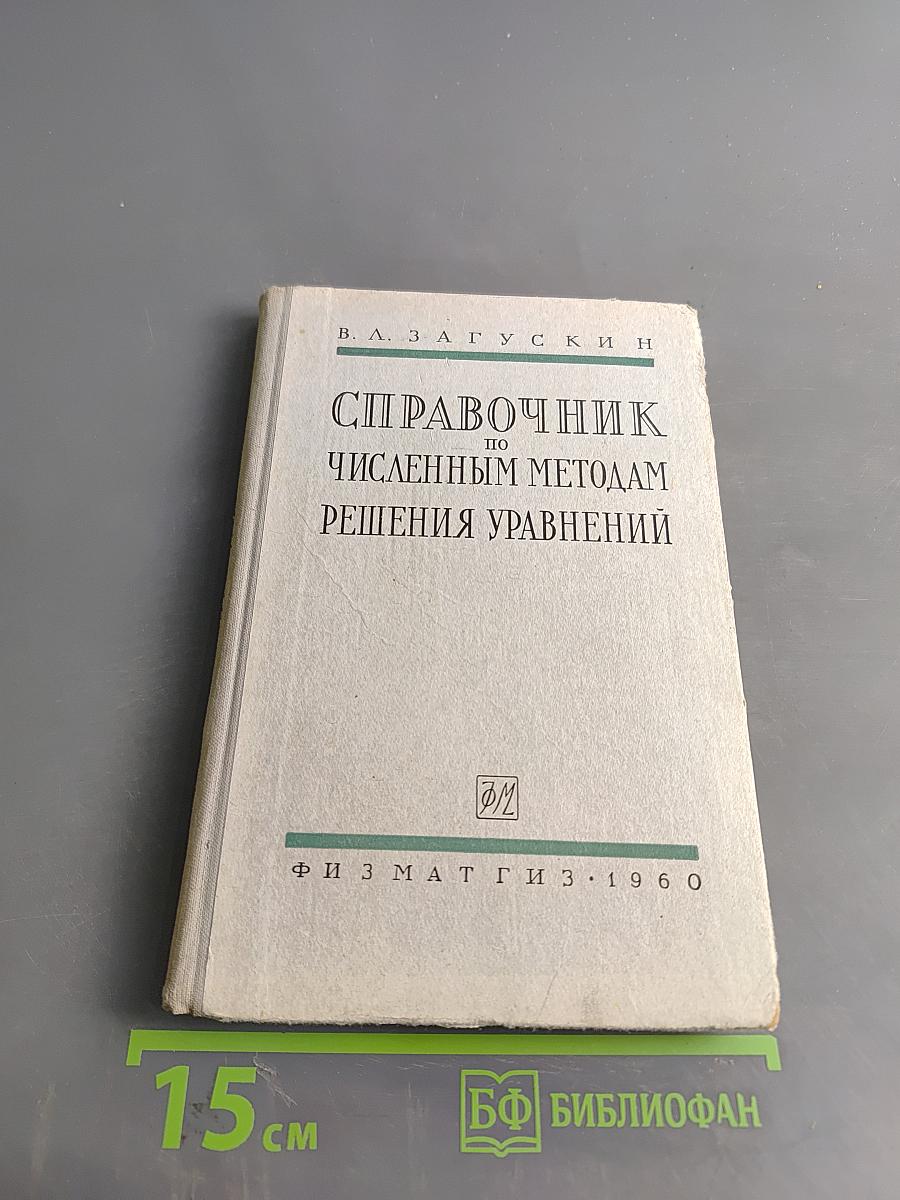 В. Л. ЗАГУСКИН
СПРАВОЧНИК
ПО
ЧИСЛЕННЫМ МЕТОДАМ
РЕШЕНИЯ УРАВНЕНИЙ
ФМ
ФИЗМАТГИЗ · 1960
15 см
БФ БИБЛИОФАН